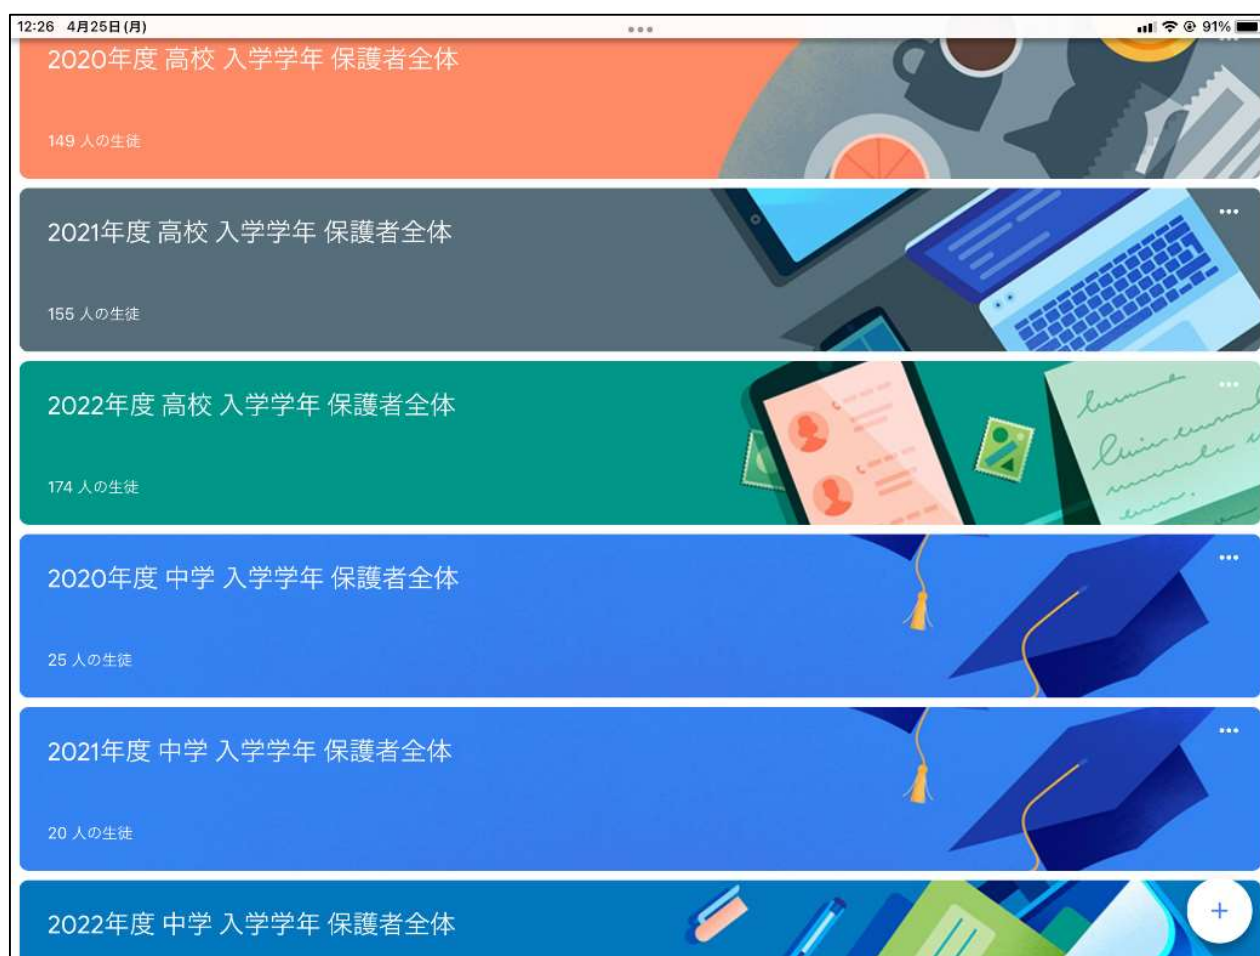 12:26 4月25日(月)
91%
2020年度 高校 入学学年 保護者全体
149 人の生徒
2021年度 高校 入学学年 保護者全体
155 人の生徒
2022年度 高校 入学学年 保護者全体
174 人の生徒
2020年度 中学 入学学年 保護者全体
25 人の生徒
2021年度 中学 入学学年 保護者全体
20 人の生徒
2022年度 中学 入学学年 保護者全体